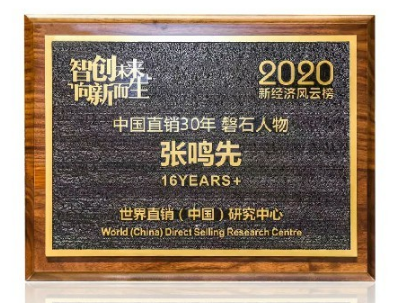 智创未来
向新而生
2020
新经济风云榜
中国直销30年 磐石人物
张鸣先
16YEARS+
世界直销（中国）研究中心
World (China) Direct Selling Research Centre